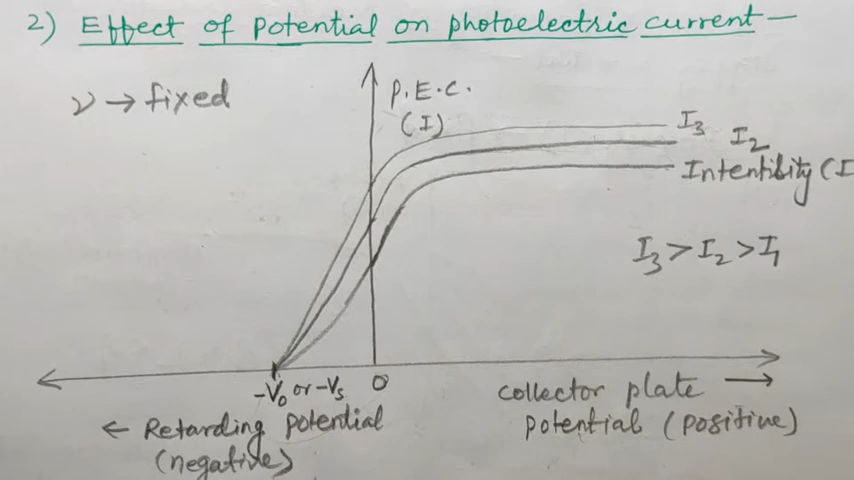 2) Effect of Potential on photoelectric current —
ν → fixed
P.E.C.
(I)
I3
I2
Intentibity (I
I3 > I2 > I1
-V0 or -Vs
0
collector plate →
potential (positive)
← Retarding potential
(negative)